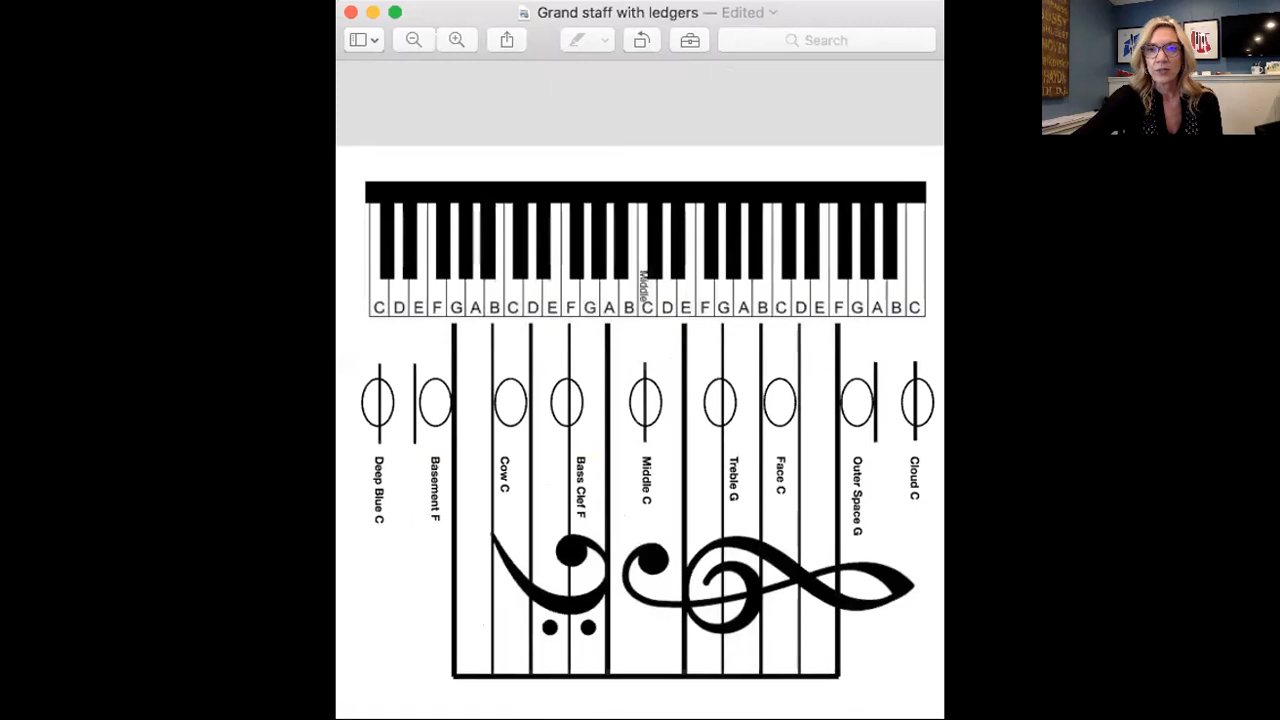 Grand staff with ledgers — Edited
Search
HAYDN
Middle
C D E F G A B C D E F G A B C D E F G A B C D E F G A B C
Deep Blue C
Basement F
Cow C
Bass Clef F
Middle C
Treble G
Face C
Outer Space G
Cloud C